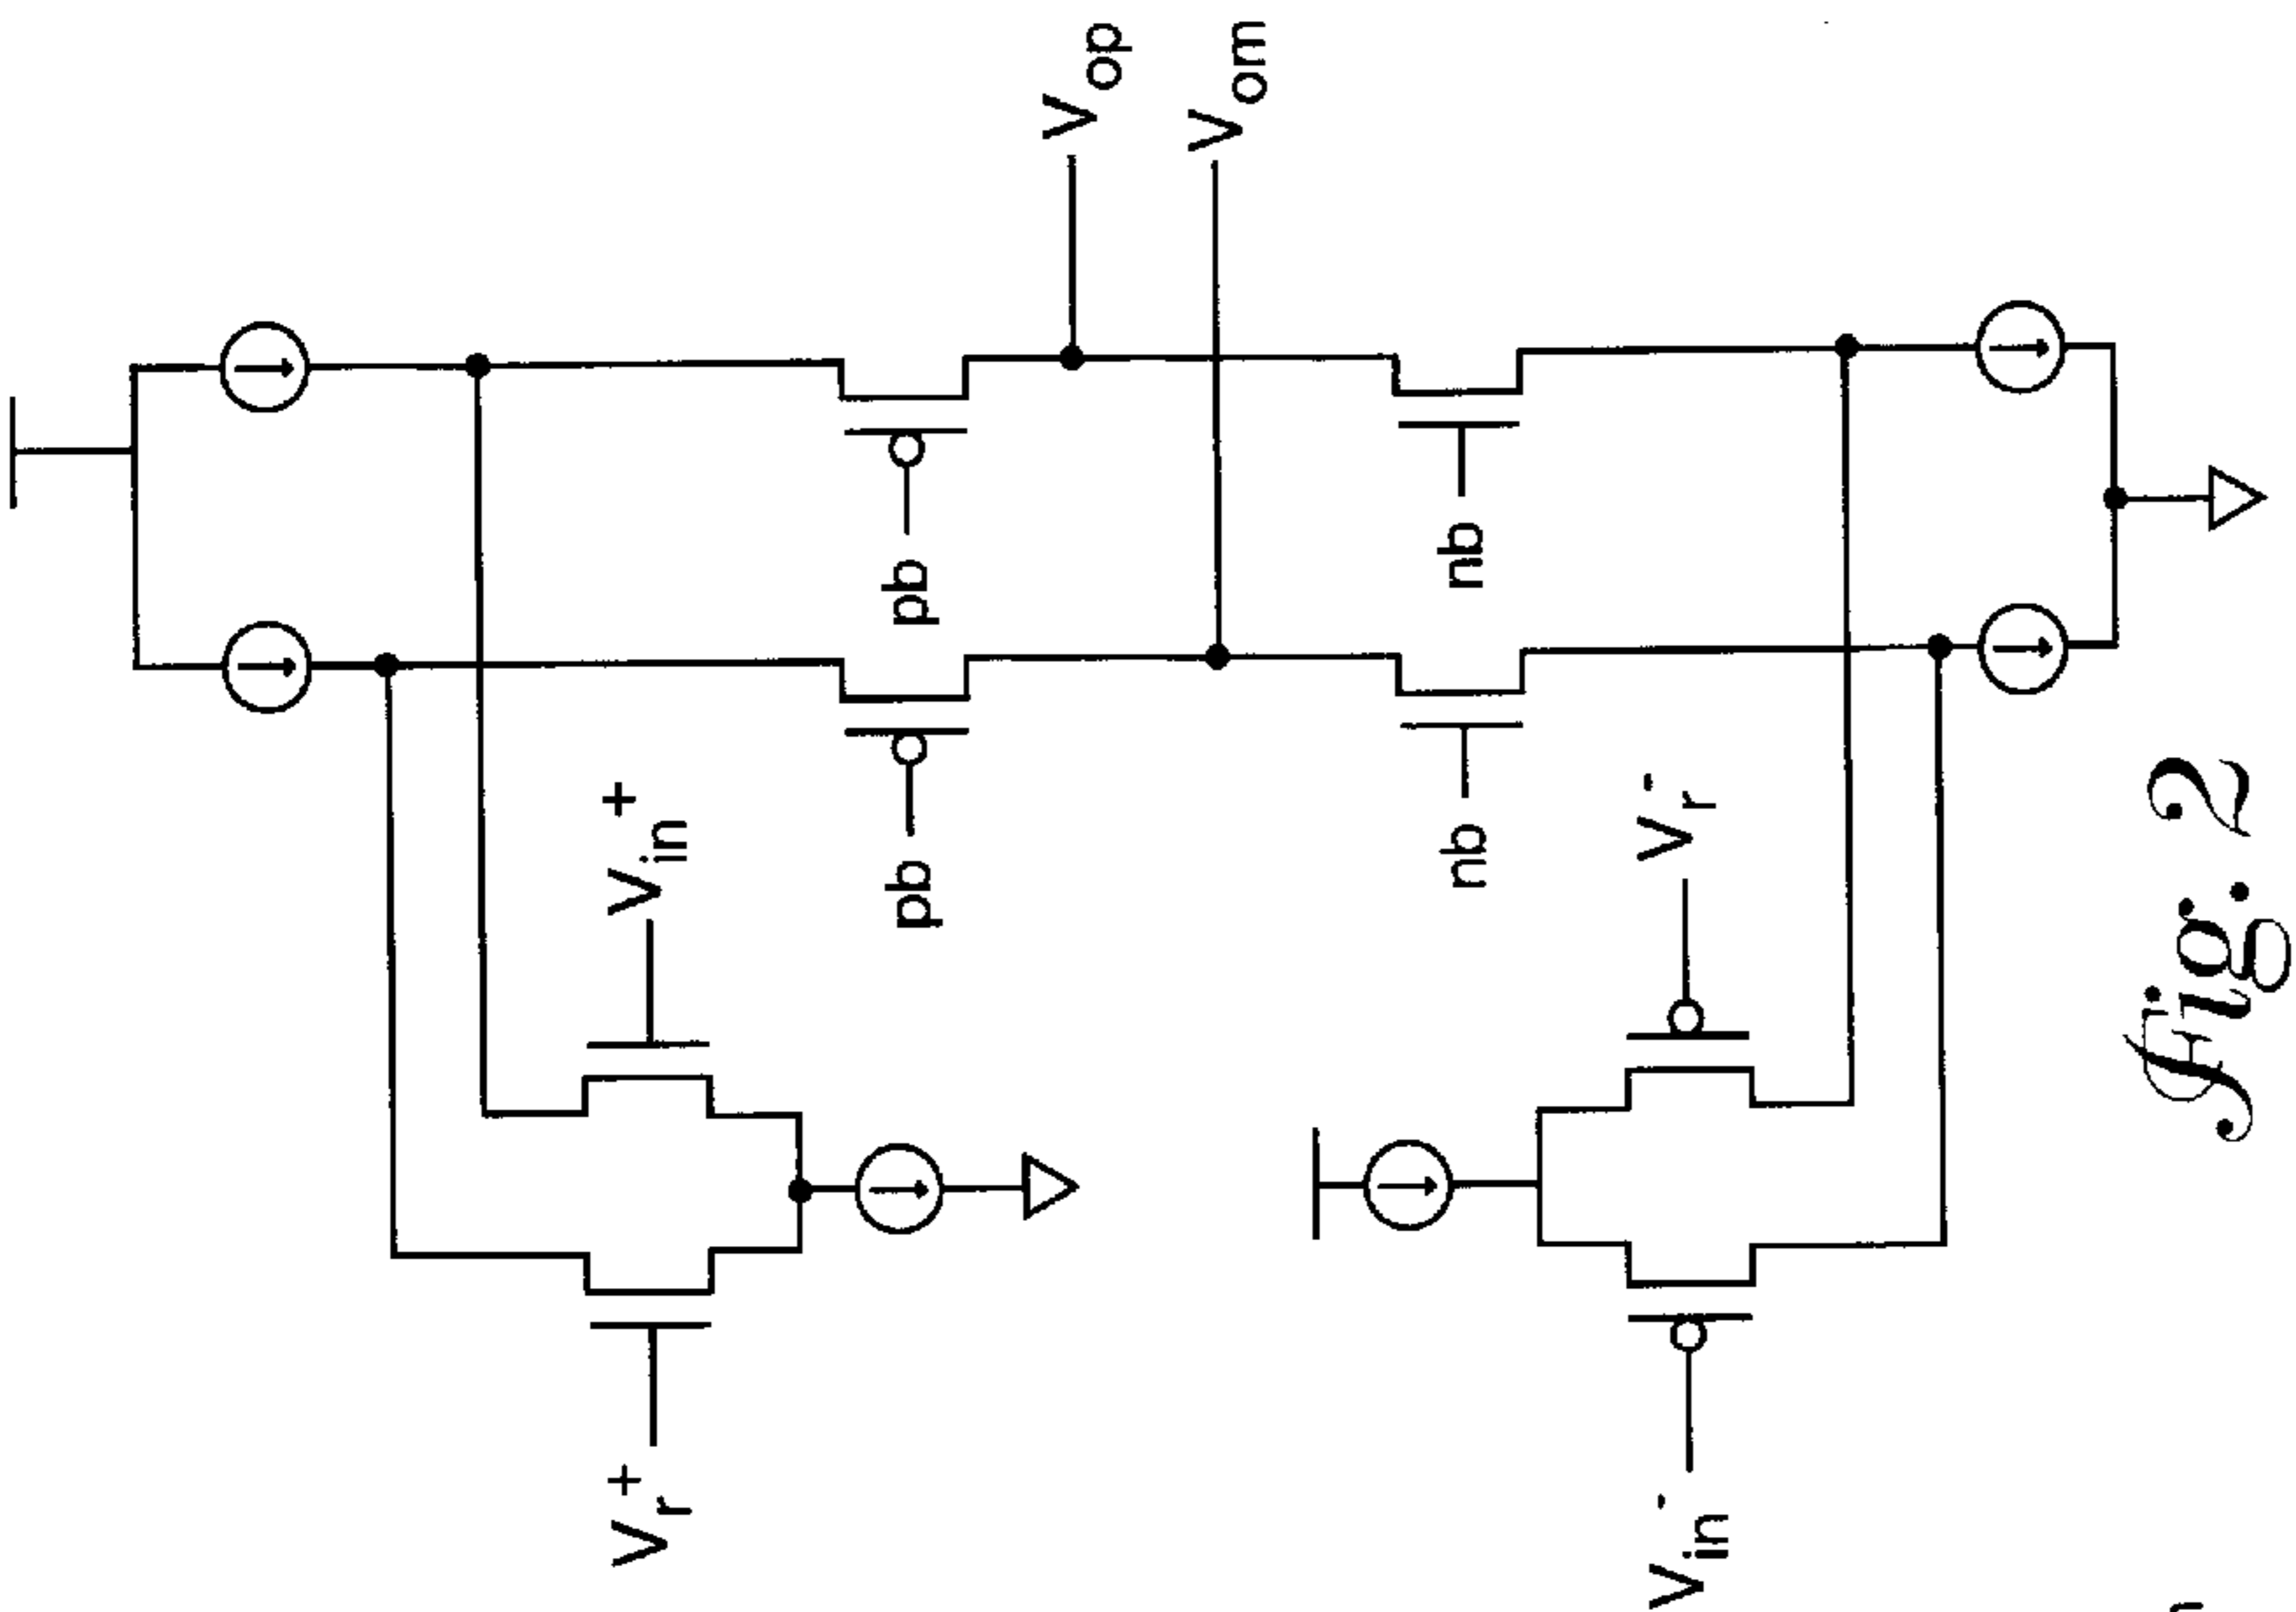 V_op
V_om
pb
nb
V_in^+
pb
nb
V_r^-
V_r^+
V_in^-
fig. 2